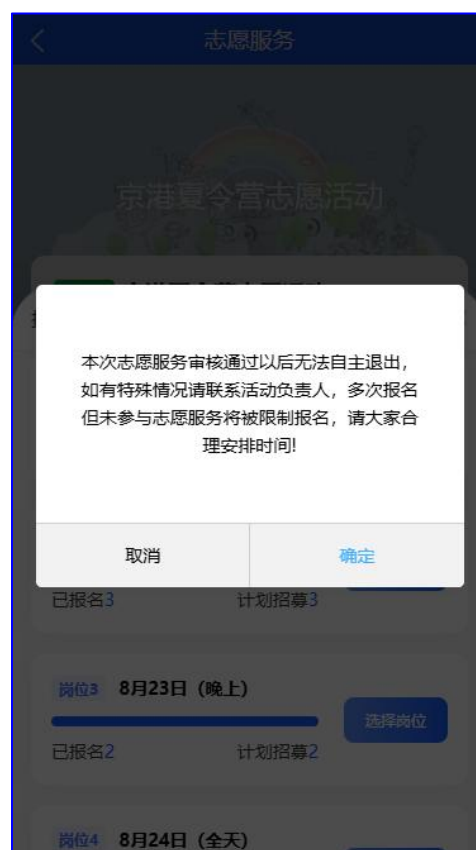 志愿服务
京港夏令营志愿活动
本次志愿服务审核通过以后无法自主退出，
如有特殊情况请联系活动负责人，多次报名
但未参与志愿服务将被限制报名，请大家合
理安排时间!
取消 确定
已报名3 计划招募3
岗位3 8月23日（晚上）
选择岗位
已报名2 计划招募2
岗位4 8月24日（全天）